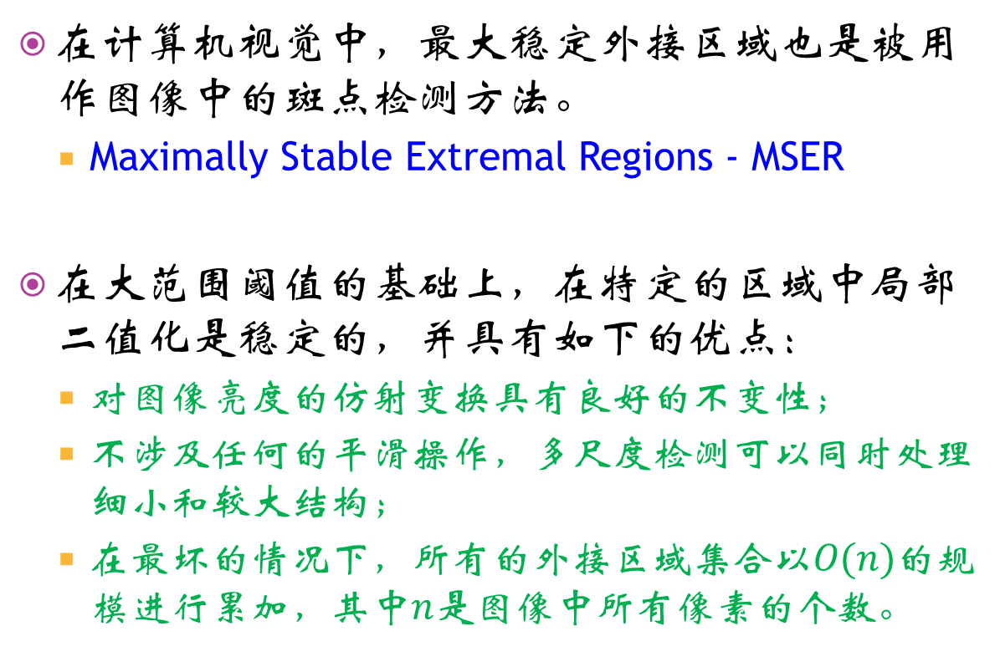 在计算机视觉中，最大稳定外接区域也是被用
作图像中的斑点检测方法。
Maximally Stable Extremal Regions - MSER
在大范围阈值的基础上，在特定的区域中局部
二值化是稳定的，并具有如下的优点：
对图像亮度的仿射变换具有良好的不变性；
不涉及任何的平滑操作，多尺度检测可以同时处理
细小和较大结构；
在最坏的情况下，所有的外接区域集合以O(n)的规
模进行累加，其中n是图像中所有像素的个数。